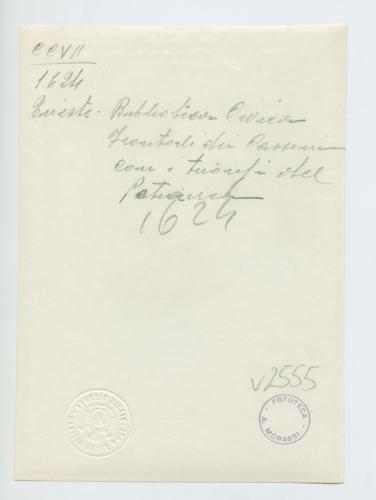 CCVII
1624
Trieste - Biblioteca Civica
Frontali dei Cassoni
con i trionfi del
Petrarca
1624
V2555
FOTOTECA
A. MORASSI